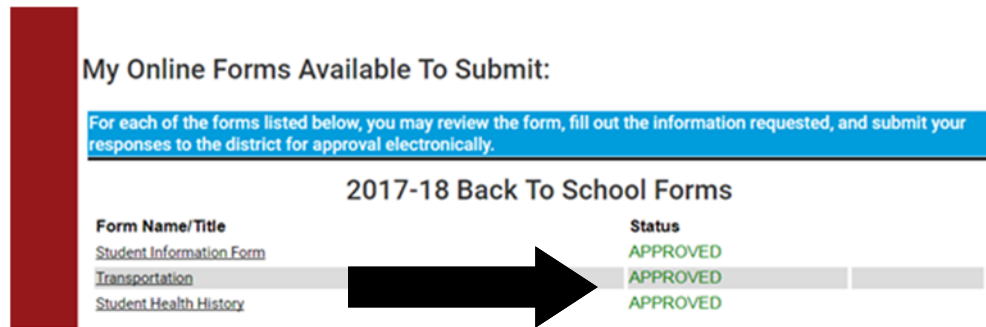 My Online Forms Available To Submit:
For each of the forms listed below, you may review the form, fill out the information requested, and submit your
responses to the district for approval electronically.
2017-18 Back To School Forms
Form Name/Title Status
Student Information Form APPROVED
Transportation APPROVED
Student Health History APPROVED